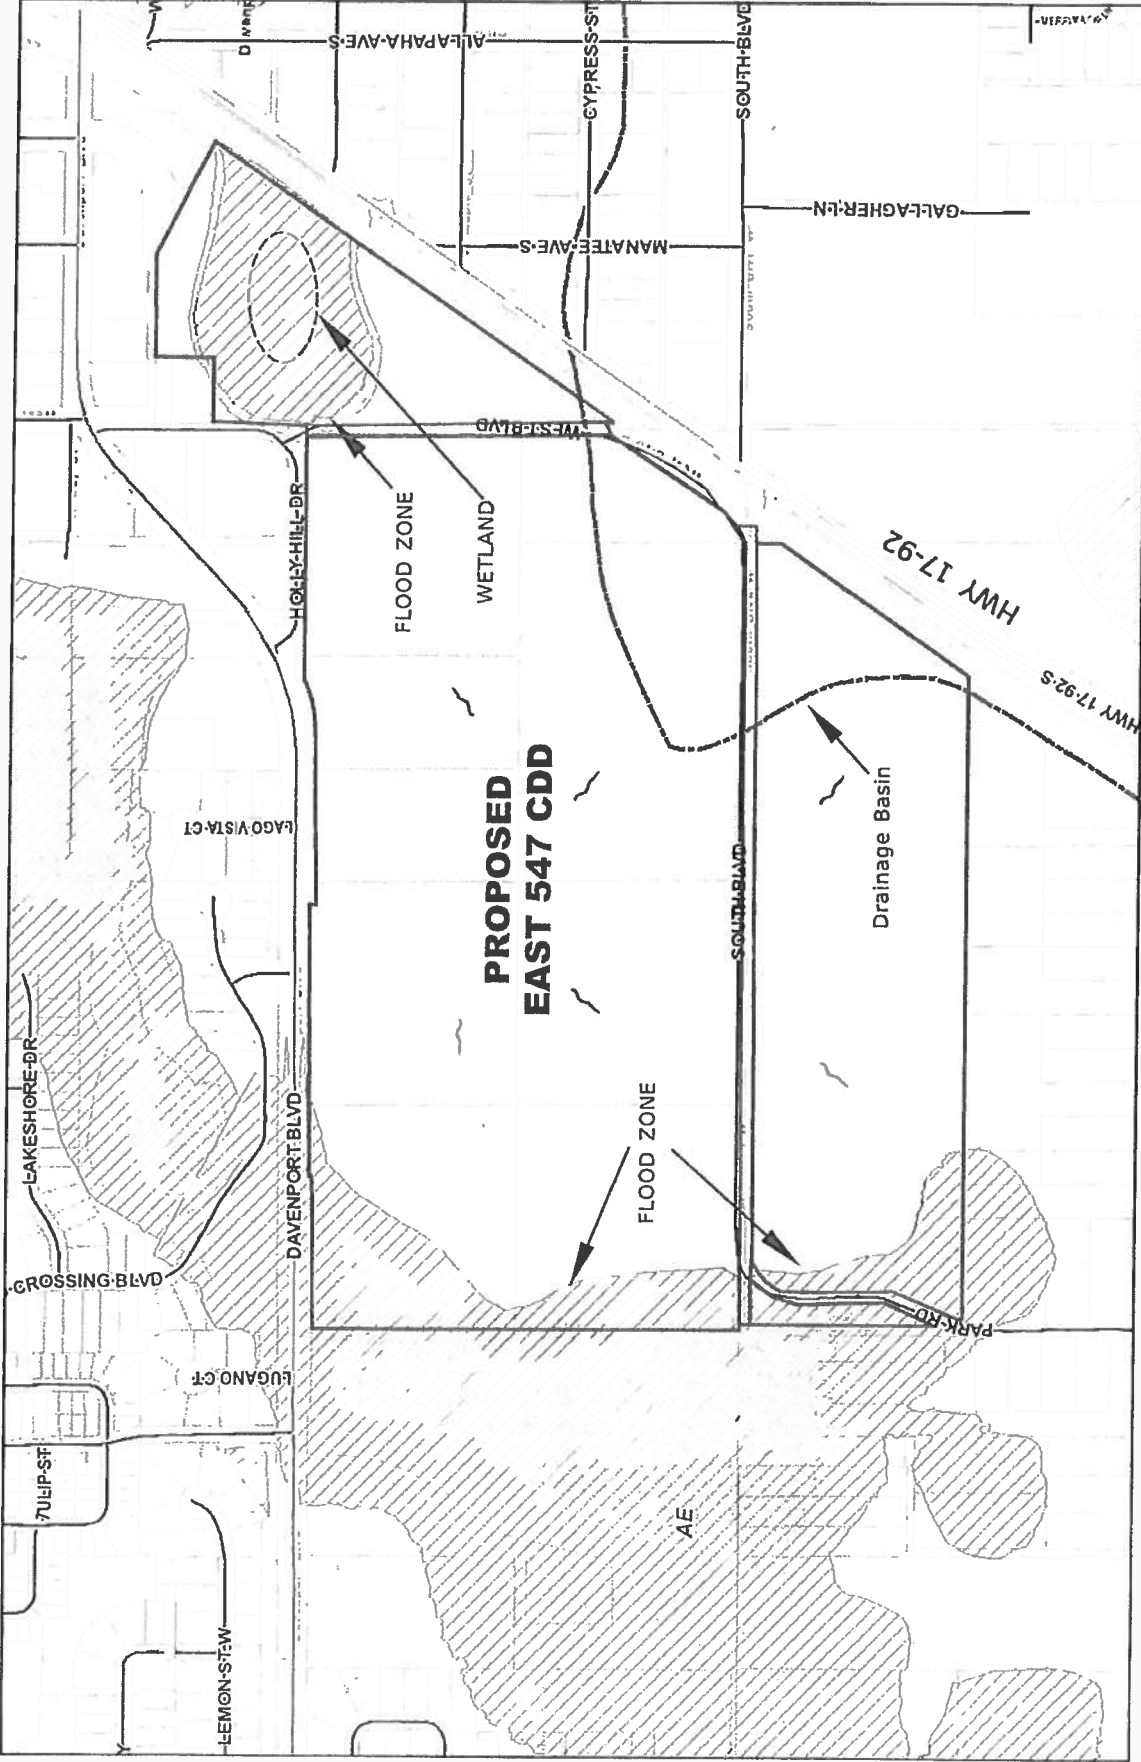 CROSSING BLVD
LAKESHORE-DR
TULIP-ST
LEMON-ST-W
LUGANO-CT
DAVENPORT-BLVD
LAGO-VISTA-CT
HOLLY-HILL-DR
ALLAPAHA-AVE-S
CYPRESS-ST
SOUTH-BLVD
MANATEE-AVE-S
GALLAGHER-LN
WEST-BLVD
FLOOD ZONE
WETLAND
PROPOSED
EAST 547 CDD
HWY 17-92
HWY 17-92-S
SOUTH-BLVD
Drainage Basin
FLOOD ZONE
PARK-RD
AE